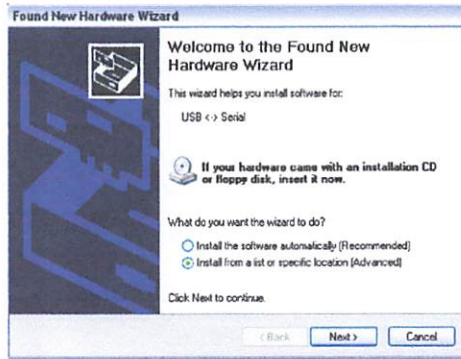 Found New Hardware Wizard
Welcome to the Found New
Hardware Wizard
This wizard helps you install software for:
USB <-> Serial
If your hardware came with an installation CD
or floppy disk, insert it now.
What do you want the wizard to do?
Install the software automatically (Recommended)
Install from a list or specific location (Advanced)
Click Next to continue.
< Back Next > Cancel